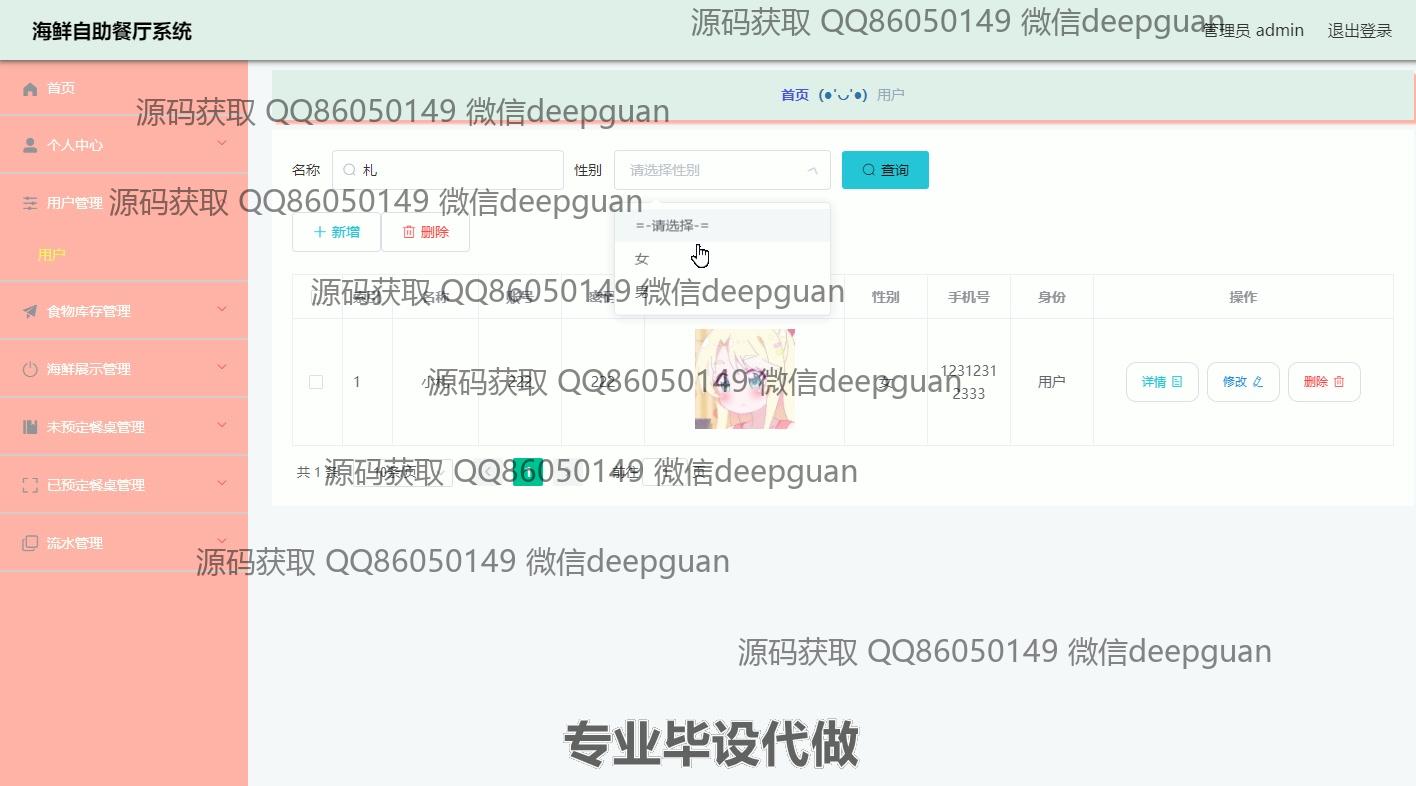 海鲜自助餐厅系统
源码获取 QQ86050149 微信deepguan
管理员 admin
退出登录
首页
首页 (●'◡'●) 用户
源码获取 QQ86050149 微信deepguan
个人中心
名称
札
性别
请选择性别
查询
用户管理
源码获取 QQ86050149 微信deepguan
新增
删除
=-请选择-=
用户
女
男
索引
名称
账号
密码
性别
手机号
身份
操作
源码获取 QQ86050149 微信deepguan
食物库存管理
海鲜展示管理
1
222
222
女
1231231
2333
用户
详情
修改
删除
源码获取 QQ86050149 微信deepguan
未预定餐桌管理
共 1 条
10条/页
1
前往
1
页
源码获取 QQ86050149 微信deepguan
已预定餐桌管理
流水管理
源码获取 QQ86050149 微信deepguan
源码获取 QQ86050149 微信deepguan
专业毕设代做